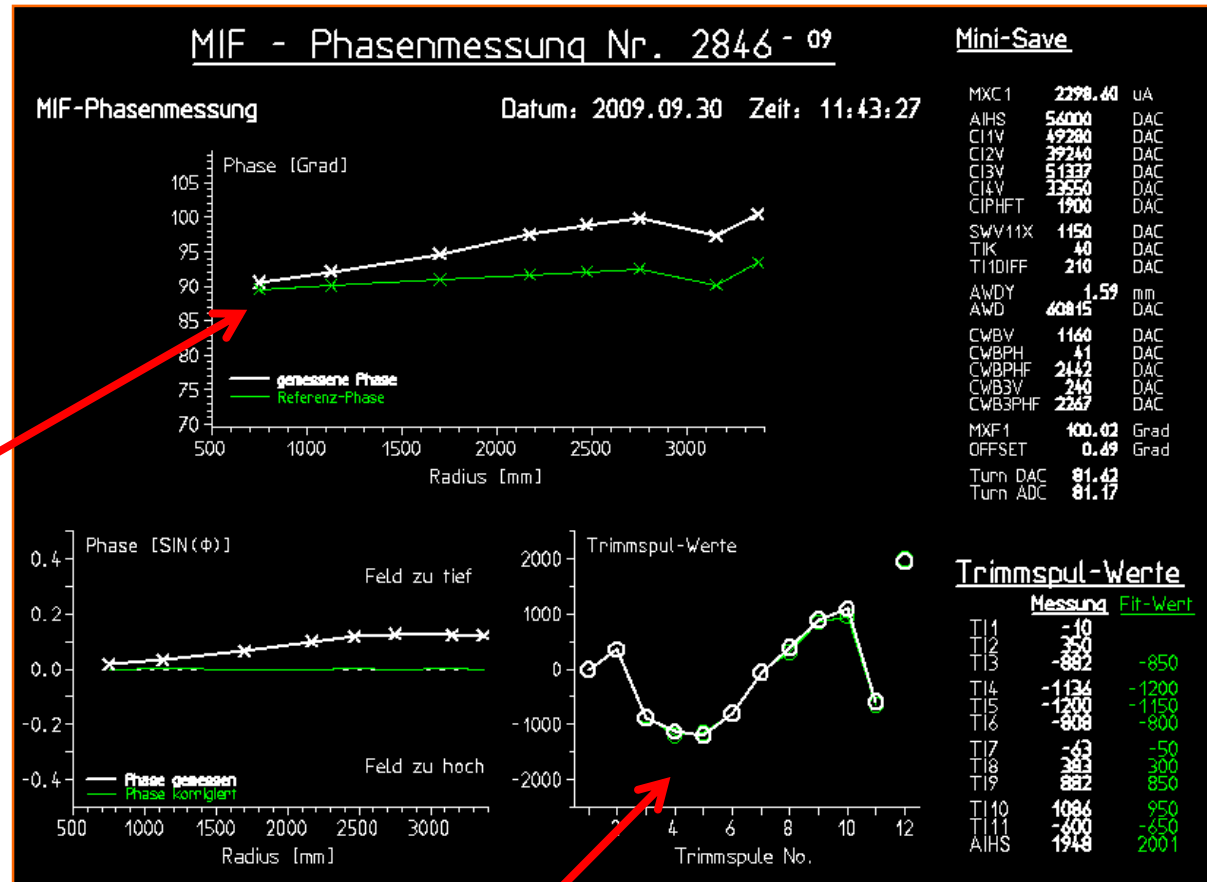 MIF - Phasenmessung Nr. 2846 - 09
MIF-Phasenmessung Datum: 2009.09.30 Zeit: 11:43:27
Phase [Grad]
105
100
95
90
85
80
75
70
gemessene Phase
Referenz-Phase
500 1000 1500 2000 2500 3000
Radius [mm]
Phase [SIN(Φ)]
0.4
0.2
0.0
-0.2
-0.4
Feld zu tief
Feld zu hoch
Phase gemessen
Phase korrigiert
500 1000 1500 2000 2500 3000
Radius [mm]
Trimmspul-Werte
2000
1000
0
-1000
-2000
2 4 6 8 10 12
Trimmspule No.
Mini-Save
MXC1 2298.60 uA
AIHS 56000 DAC
CI1V 49280 DAC
CI2V 39240 DAC
CI3V 51337 DAC
CI4V DAC
CIPHFT 1900 DAC
SWV11X 1150 DAC
TIK 40 DAC
TI1DIFF 210 DAC
AWDY 1.59 mm
AWD 60815 DAC
CWBV 1160 DAC
CWBPH 41 DAC
CWBPHF 2442 DAC
CWB3V 240 DAC
CWB3PHF 2267 DAC
MXF1 100.02 Grad
OFFSET 0.69 Grad
Turn DAC 81.62
Turn ADC 81.17
Trimmspul-Werte
Messung Fit-Wert
TI1 -10
TI2 350
TI3 -882 -850
TI4 -1136 -1200
TI5 -1200 -1150
TI6 -808 -800
TI7 -63 -50
TI8 383 300
TI9 882 850
TI10 1086 950
TI11 -600 -650
AIHS 1948 2001